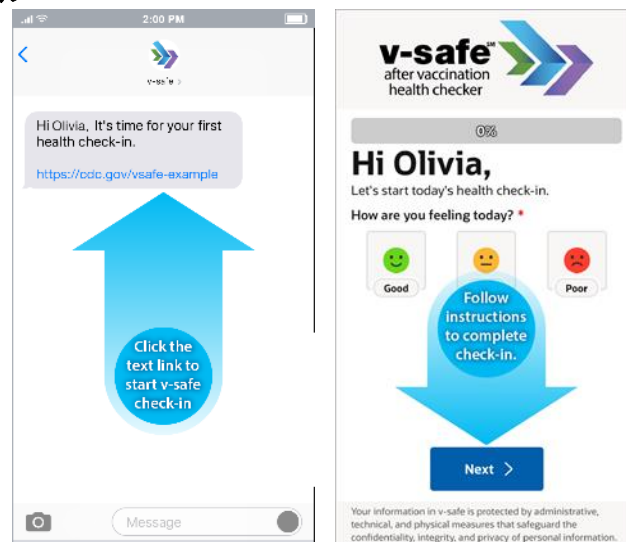 2:00 PM
v-safe >
Hi Olivia, It's time for your first
health check-in.
https://cdc.gov/vsafe-example
Click the
text link to
start v-safe
check-in
Message
v-safe℠
after vaccination
health checker
0%
Hi Olivia,
Let's start today's health check-in.
How are you feeling today? *
Good
Poor
Follow
instructions
to complete
check-in.
Next >
Your information in v-safe is protected by administrative,
technical, and physical measures that safeguard the
confidentiality, integrity, and privacy of personal information.